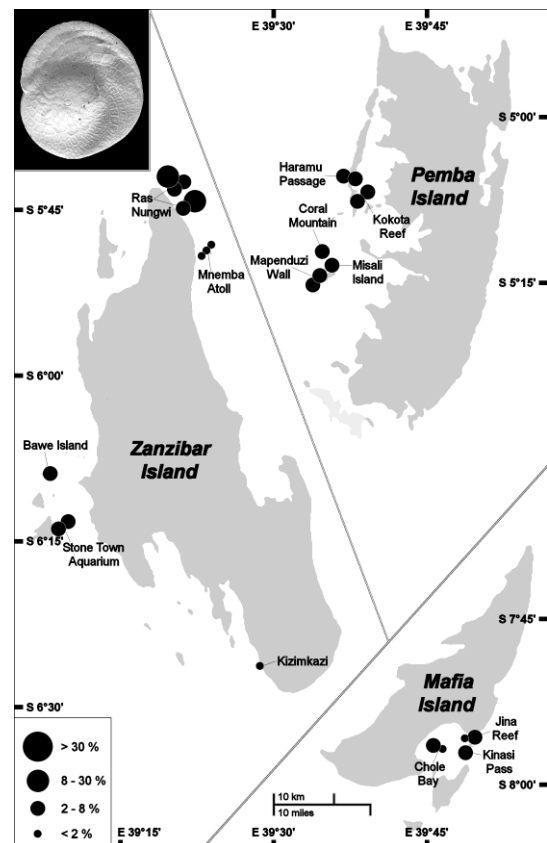 E 39°30'
E 39°45'
S 5°00'
Haramu
Passage
Pemba
Island
Ras
Nungwi
S 5°45'
Kokota
Reef
Coral
Mountain
Mapenduzi
Wall
Misali
Island
Mnemba
Atoll
S 5°15'
S 6°00'
Bawe Island
Zanzibar
Island
Stone Town
Aquarium
S 6°15'
S 7°45'
Kizimkazi
Mafia
Island
S 6°30'
Jina
Reef
Kinasi
Pass
Chole
Bay
S 8°00'
> 30 %
8 - 30 %
2 - 8 %
< 2 %
10 km
10 miles
E 39°15'
E 39°30'
E 39°45'